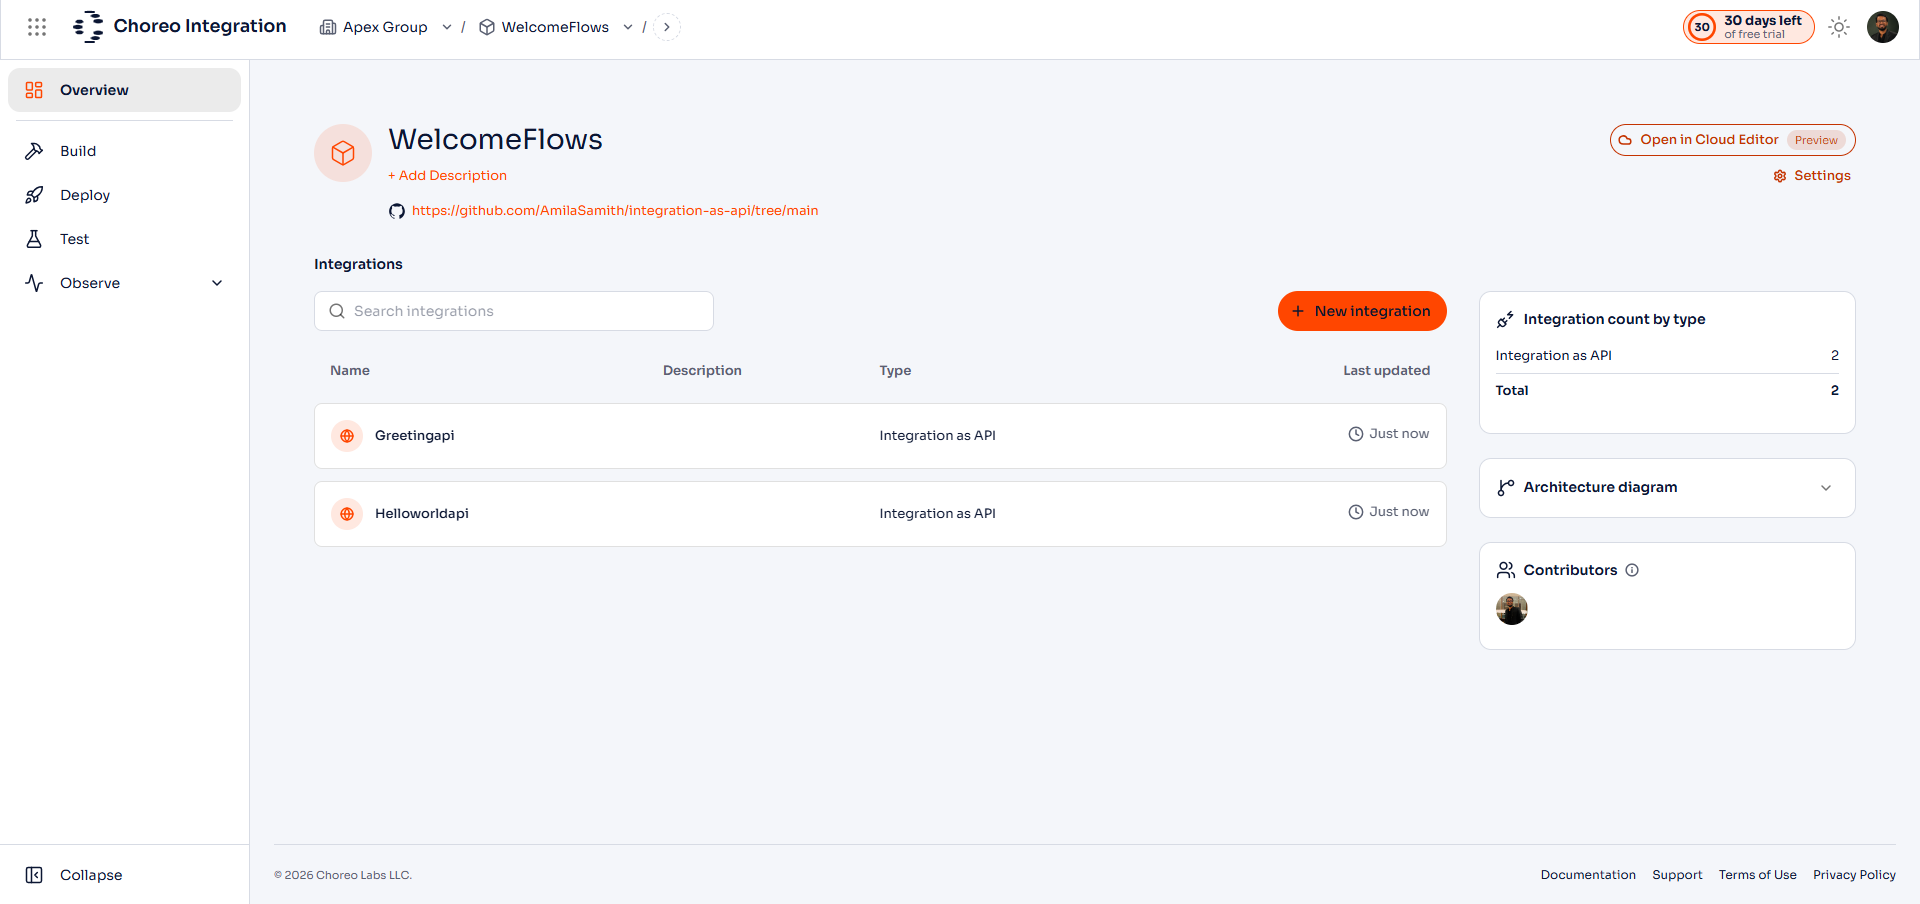 Choreo Integration
Apex Group / WelcomeFlows /
30
30 days left
of free trial
Overview
Build
Deploy
Test
Observe
Collapse
WelcomeFlows
+ Add Description
https://github.com/AmilaSamith/integration-as-api/tree/main
Open in Cloud Editor Preview
Settings
Integrations
Search integrations
+ New integration
Name Description Type Last updated
Greetingapi Integration as API Just now
Helloworldapi Integration as API Just now
Integration count by type
Integration as API 2
Total 2
Architecture diagram
Contributors
© 2026 Choreo Labs LLC.
Documentation Support Terms of Use Privacy Policy